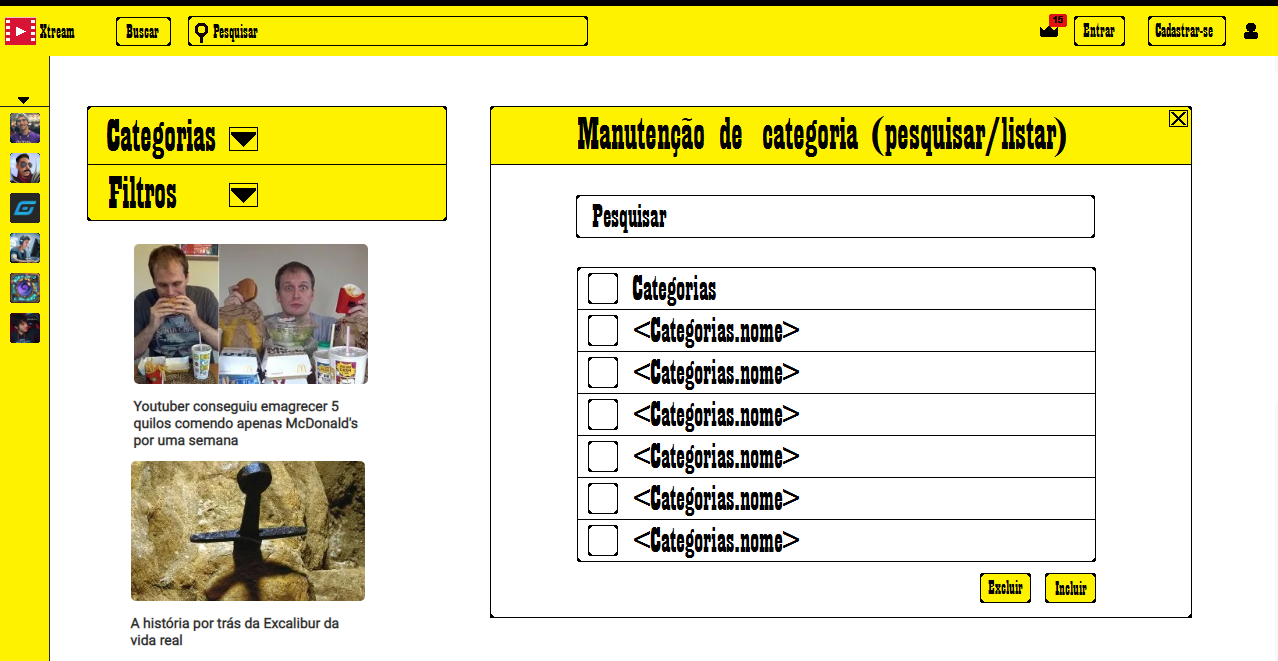 Xtream
Buscar
Pesquisar
15
Entrar
Cadastrar-se
Categorias
Filtros
Youtuber conseguiu emagrecer 5
quilos comendo apenas McDonald's
por uma semana
A história por trás da Excalibur da
vida real
Manutenção de categoria (pesquisar/listar)
Pesquisar
Categorias
<Categorias.nome>
<Categorias.nome>
<Categorias.nome>
<Categorias.nome>
<Categorias.nome>
<Categorias.nome>
Excluir
Incluir